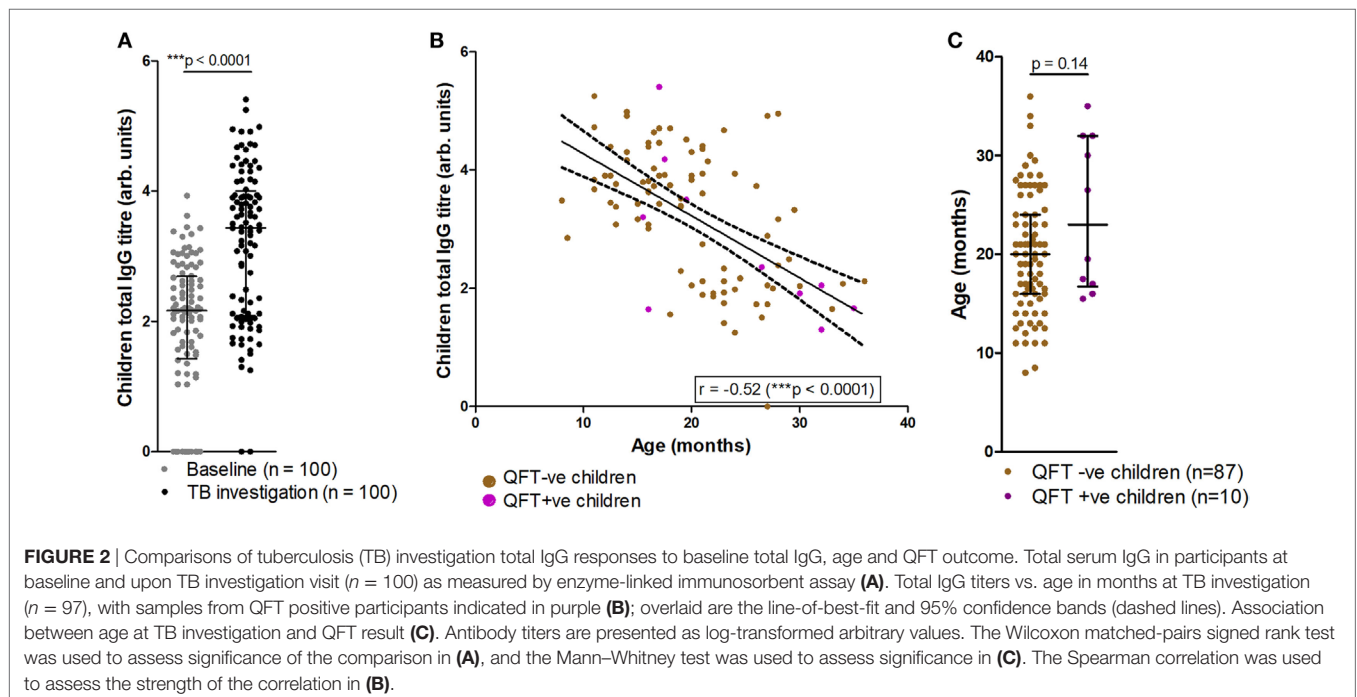 A
***p < 0.0001
Children total IgG titre (arb. units)
6
4
2
0
Baseline (n = 100)
TB investigation (n = 100)
B
Children total IgG titre (arb. units)
6
4
2
0
r = -0.52 (***p < 0.0001)
0
10
20
30
40
Age (months)
QFT-ve children
QFT+ve children
C
p = 0.14
Age (months)
40
30
20
10
0
QFT -ve children (n=87)
QFT +ve children (n=10)
FIGURE 2 | Comparisons of tuberculosis (TB) investigation total IgG responses to baseline total IgG, age and QFT outcome. Total serum IgG in participants at
baseline and upon TB investigation visit (n = 100) as measured by enzyme-linked immunosorbent assay (A). Total IgG titers vs. age in months at TB investigation
(n = 97), with samples from QFT positive participants indicated in purple (B); overlaid are the line-of-best-fit and 95% confidence bands (dashed lines). Association
between age at TB investigation and QFT result (C). Antibody titers are presented as log-transformed arbitrary values. The Wilcoxon matched-pairs signed rank test
was used to assess significance of the comparison in (A), and the Mann–Whitney test was used to assess significance in (C). The Spearman correlation was used
to assess the strength of the correlation in (B).